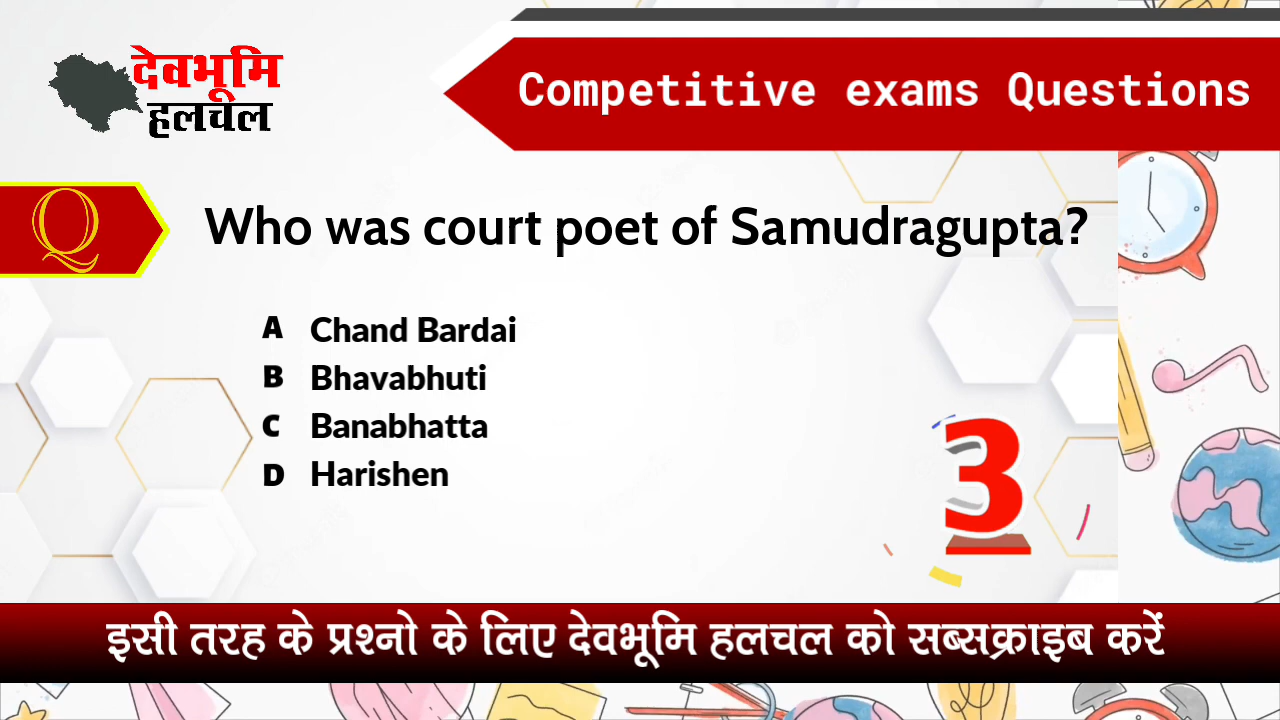 देवभूमि
हलचल
Competitive exams Questions
Q
Who was court poet of Samudragupta?
A Chand Bardai
B Bhavabhuti
C Banabhatta
D Harishen
3
इसी तरह के प्रश्नो के लिए देवभूमि हलचल को सब्सक्राइब करें